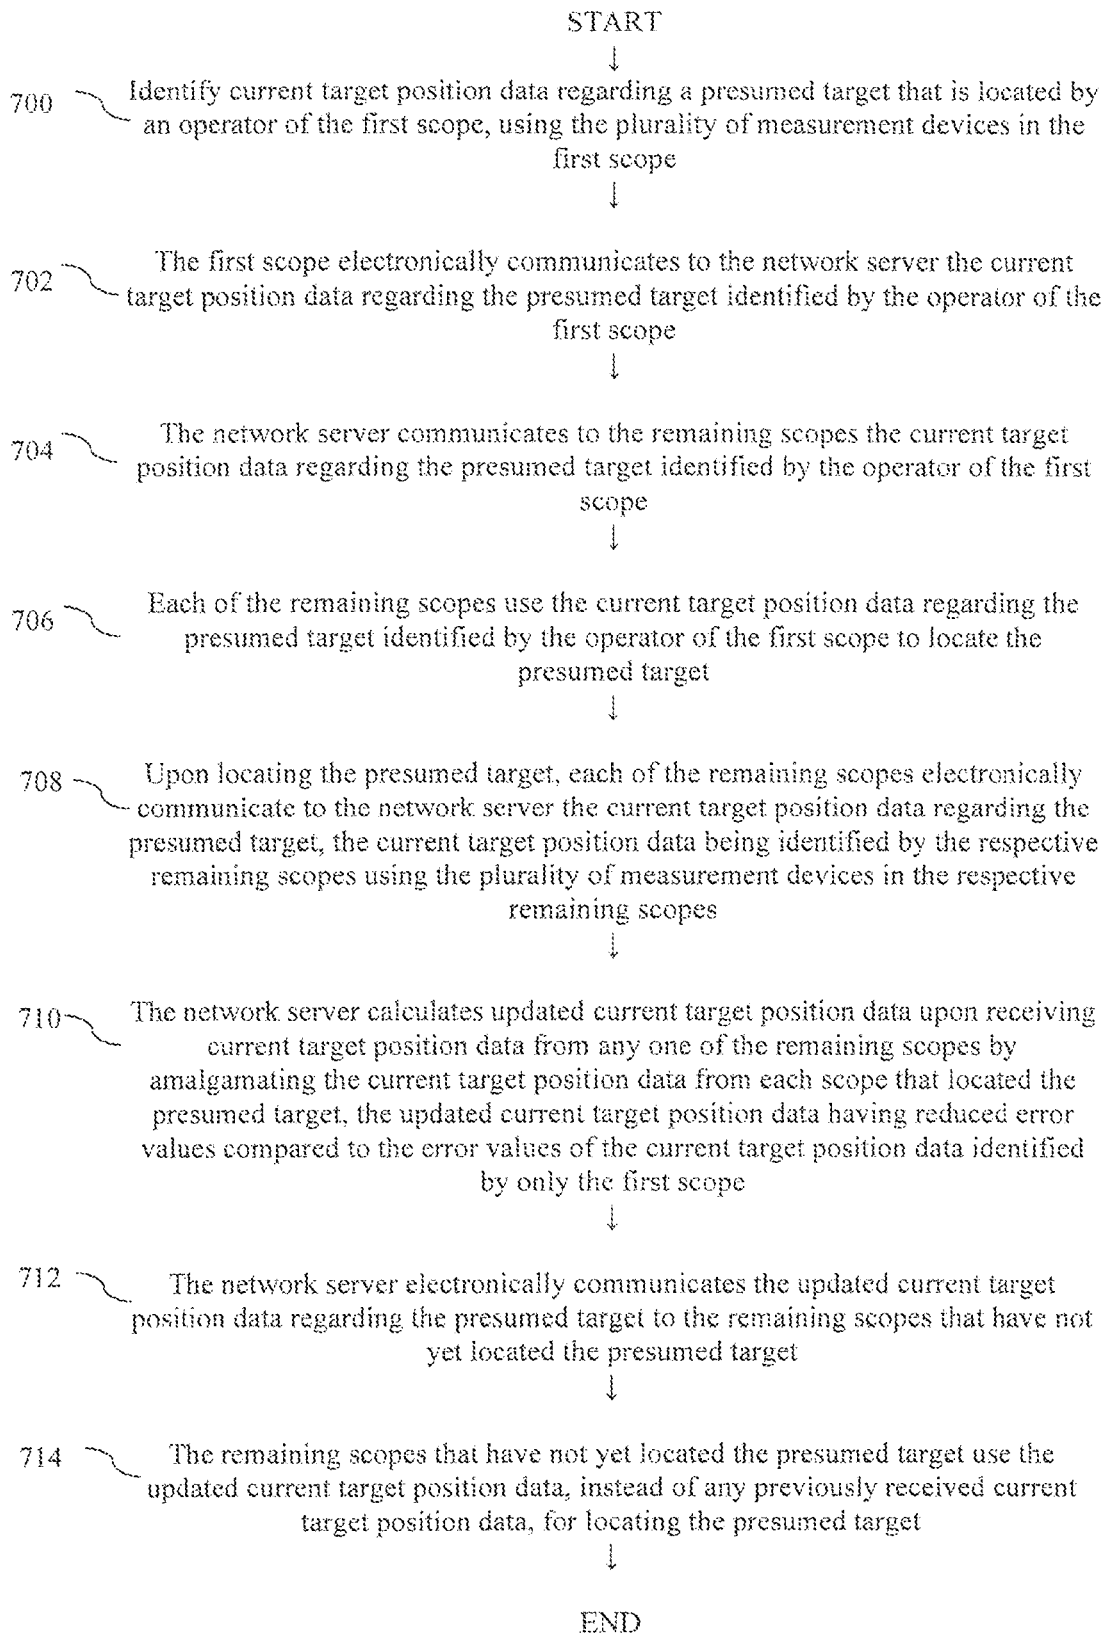 START
↓
700
Identify current target position data regarding a presumed target that is located by
an operator of the first scope, using the plurality of measurement devices in the
first scope
↓
702
The first scope electronically communicates to the network server the current
target position data regarding the presumed target identified by the operator of the
first scope
↓
704
The network server communicates to the remaining scopes the current target
position data regarding the presumed target identified by the operator of the first
scope
↓
706
Each of the remaining scopes use the current target position data regarding the
presumed target identified by the operator of the first scope to locate the
presumed target
↓
708
Upon locating the presumed target, each of the remaining scopes electronically
communicate to the network server the current target position data regarding the
presumed target, the current target position data being identified by the respective
remaining scopes using the plurality of measurement devices in the respective
remaining scopes
↓
710
The network server calculates updated current target position data upon receiving
current target position data from any one of the remaining scopes by
amalgamating the current target position data from each scope that located the
presumed target, the updated current target position data having reduced error
values compared to the error values of the current target position data identified
by only the first scope
↓
712
The network server electronically communicates the updated current target
position data regarding the presumed target to the remaining scopes that have not
yet located the presumed target
↓
714
The remaining scopes that have not yet located the presumed target use the
updated current target position data, instead of any previously received current
target position data, for locating the presumed target
↓
END